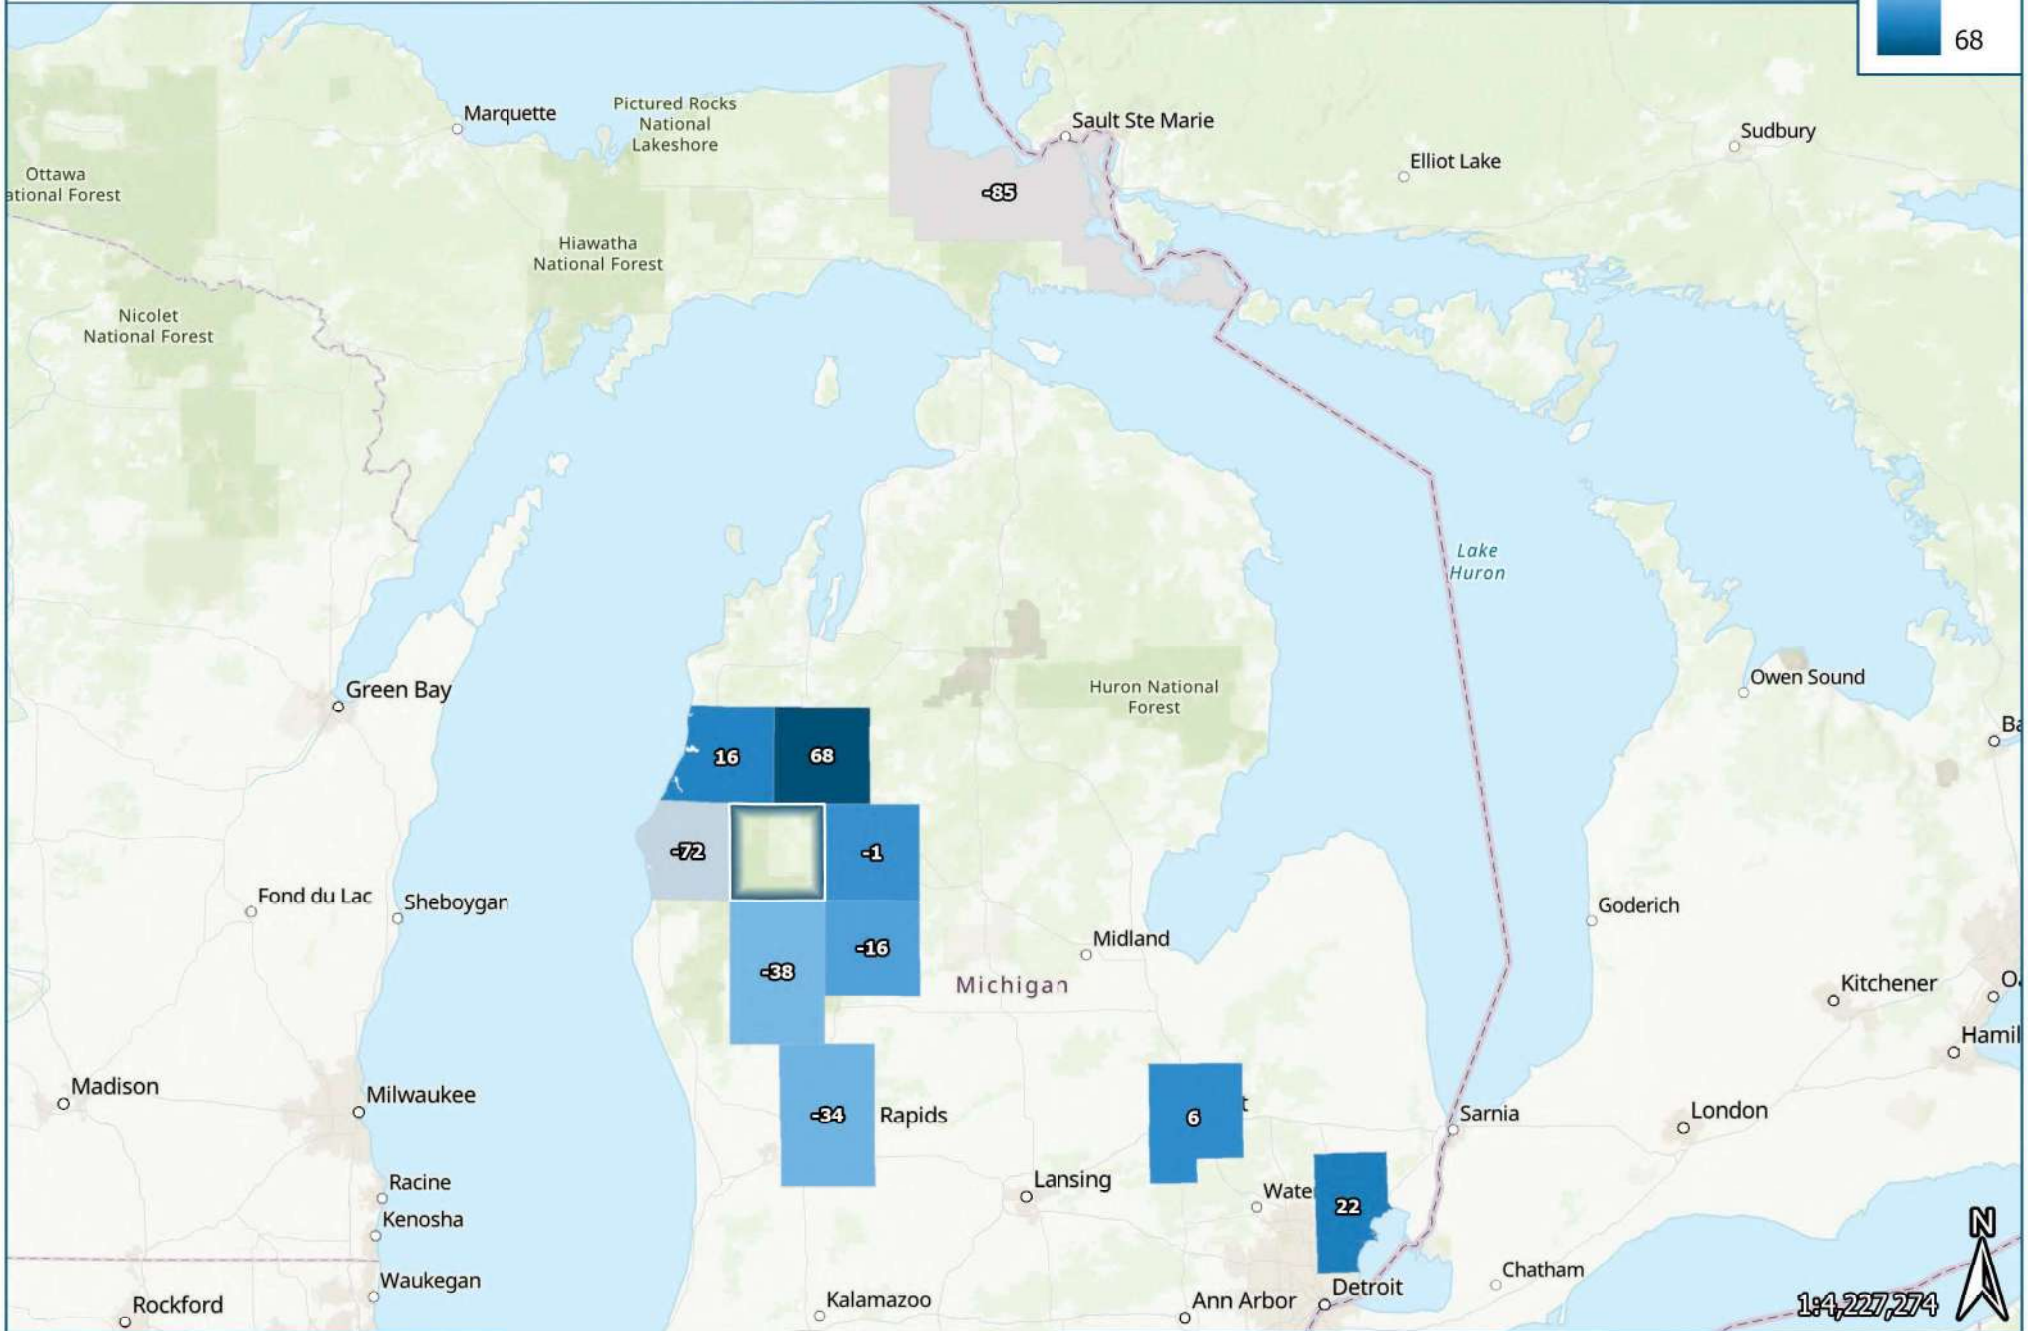 68
Marquette
Pictured Rocks
National
Lakeshore
Sault Ste Marie
Sudbury
Elliot Lake
Ottawa
ational Forest
-85
Hiawatha
National Forest
Nicolet
National Forest
Lake
Huron
Green Bay
Huron National
Forest
Owen Sound
Ba
16
68
-72
-1
Fond du Lac
Sheboygan
Goderich
Midland
-16
-38
Michigan
Kitchener
O
Hamil
Madison
Milwaukee
-34
Rapids
6
t
Sarnia
London
Racine
Lansing
Wate
22
Kenosha
N
Waukegan
Chatham
Detroit
Rockford
Kalamazoo
Ann Arbor
1:4,227,274